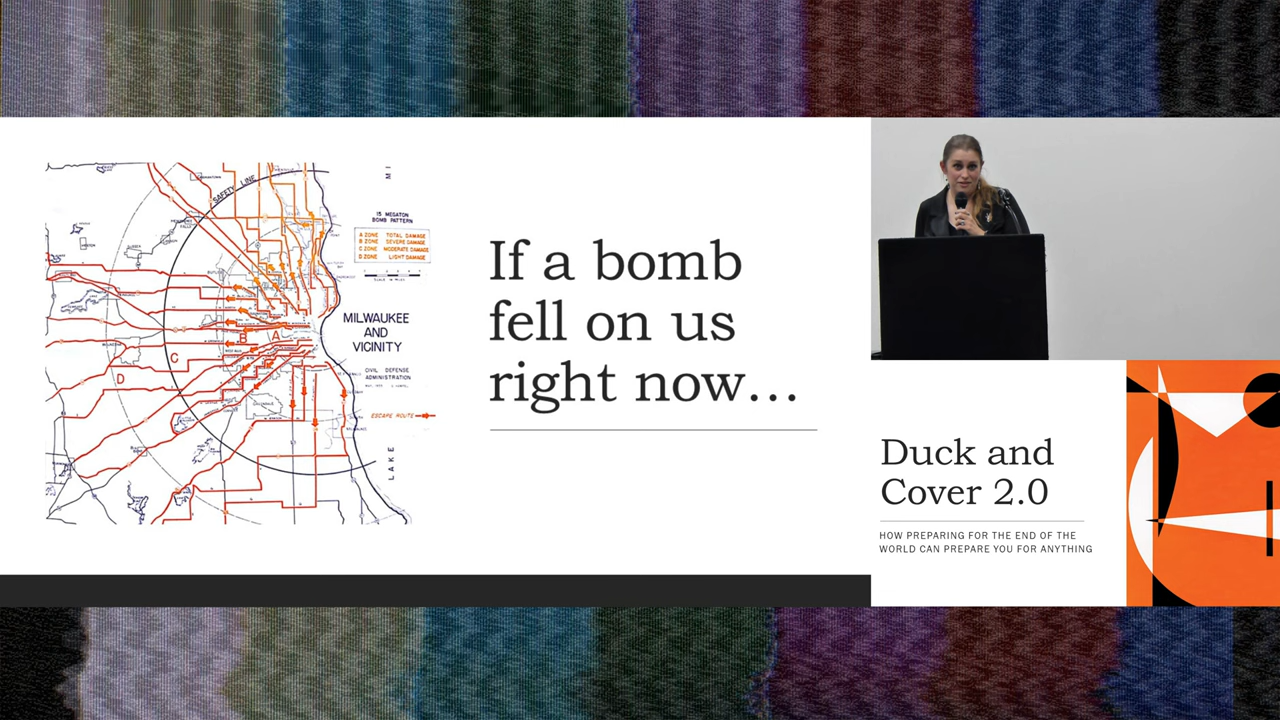 SAFETY LINE
MI
15 MEGATON
BOMB PATTERN
A ZONE TOTAL DAMAGE
B ZONE SEVERE DAMAGE
C ZONE MODERATE DAMAGE
D ZONE LIGHT DAMAGE
MILWAUKEE
AND
VICINITY
CIVIL DEFENSE
ADMINISTRATION
B
A
C
D
ESCAPE ROUTE
LAKE
If a bomb
fell on us
right now...
Duck and
Cover 2.0
HOW PREPARING FOR THE END OF THE
WORLD CAN PREPARE YOU FOR ANYTHING